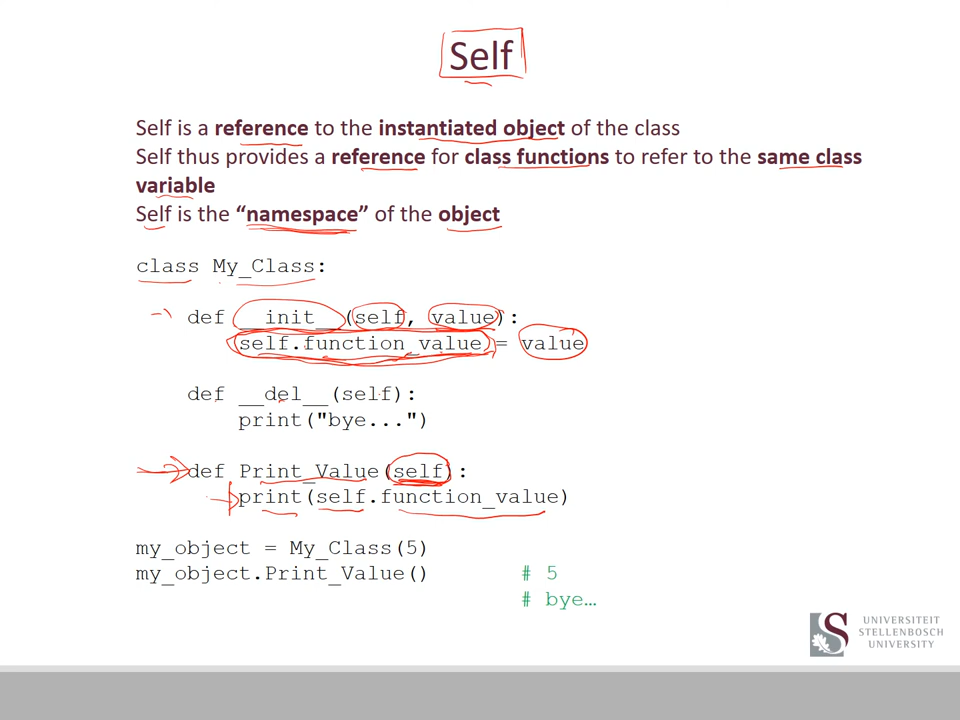 Self
Self is a reference to the instantiated object of the class
Self thus provides a reference for class functions to refer to the same class
variable
Self is the “namespace” of the object
class My_Class:
def __init__(self, value):
self.function_value = value
def __del__(self):
print("bye...")
def Print_Value(self):
print(self.function_value)
my_object = My_Class(5)
my_object.Print_Value() # 5
# bye…
UNIVERSITEIT
STELLENBOSCH
UNIVERSITY